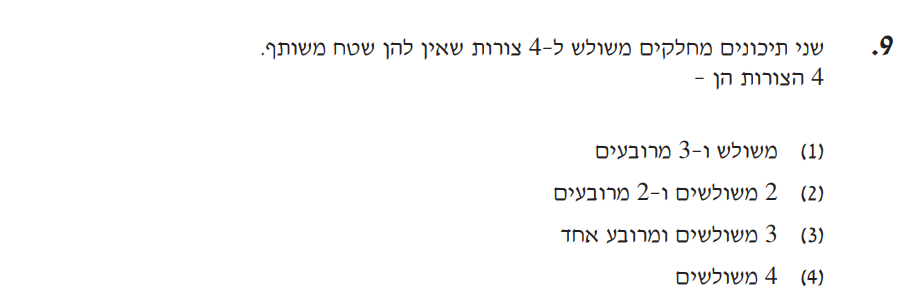 9. שני תיכונים מחלקים משולש ל-4 צורות שאין להן שטח משותף.
4 הצורות הן -
(1) משולש ו-3 מרובעים
(2) 2 משולשים ו-2 מרובעים
(3) 3 משולשים ומרובע אחד
(4) 4 משולשים